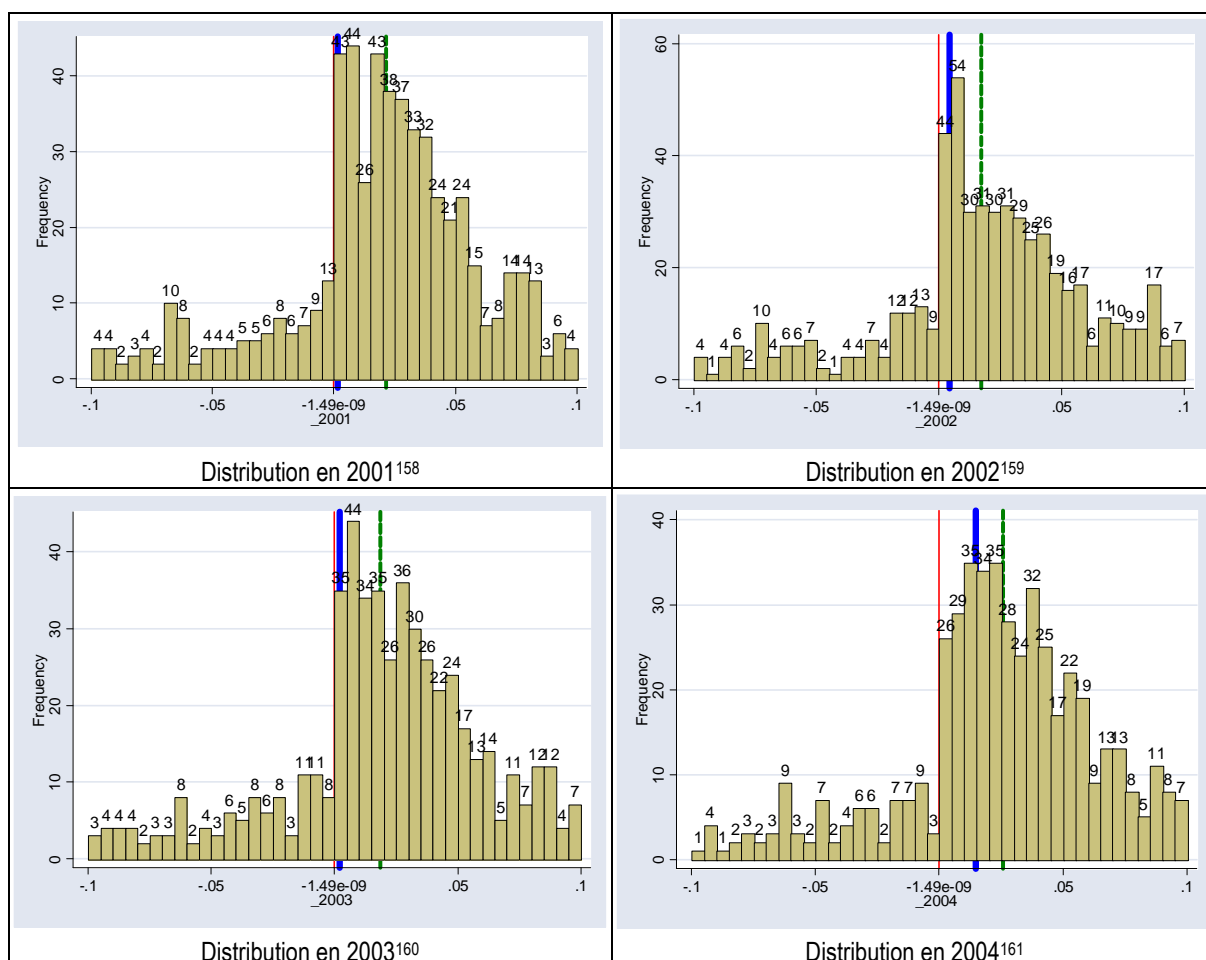 43 44 26 43 38 37 33 32 24 21 24 15 7 8 14 14 13 3 6 4
4 4 2 3 4 2 10 8 2 4 4 4 5 5 6 8 6 7 9 13
Frequency
0 10 20 30 40
-.1 -.05 -1.49e-09 .05 .1
_2001
Distribution en 2001158
44 54 30 31 30 31 29 25 26 19 16 17 6 11 10 9 9 17 6 7
4 1 4 6 2 10 4 6 6 7 2 1 4 4 7 4 12 12 13 9
Frequency
0 20 40 60
-.1 -.05 -1.49e-09 .05 .1
_2002
Distribution en 2002159
35 44 34 35 26 36 30 26 22 24 17 13 14 5 11 7 12 12 4 7
3 4 4 4 2 3 3 8 2 4 3 6 5 8 6 8 3 11 11 8
Frequency
0 10 20 30 40
-.1 -.05 -1.49e-09 .05 .1
_2003
Distribution en 2003160
26 29 35 34 35 28 24 32 25 17 22 19 9 13 13 8 5 11 8 7
1 4 1 2 3 2 3 9 3 2 7 2 4 6 6 2 7 7 9 3
Frequency
0 10 20 30 40
-.1 -.05 -1.49e-09 .05 .1
_2004
Distribution en 2004161